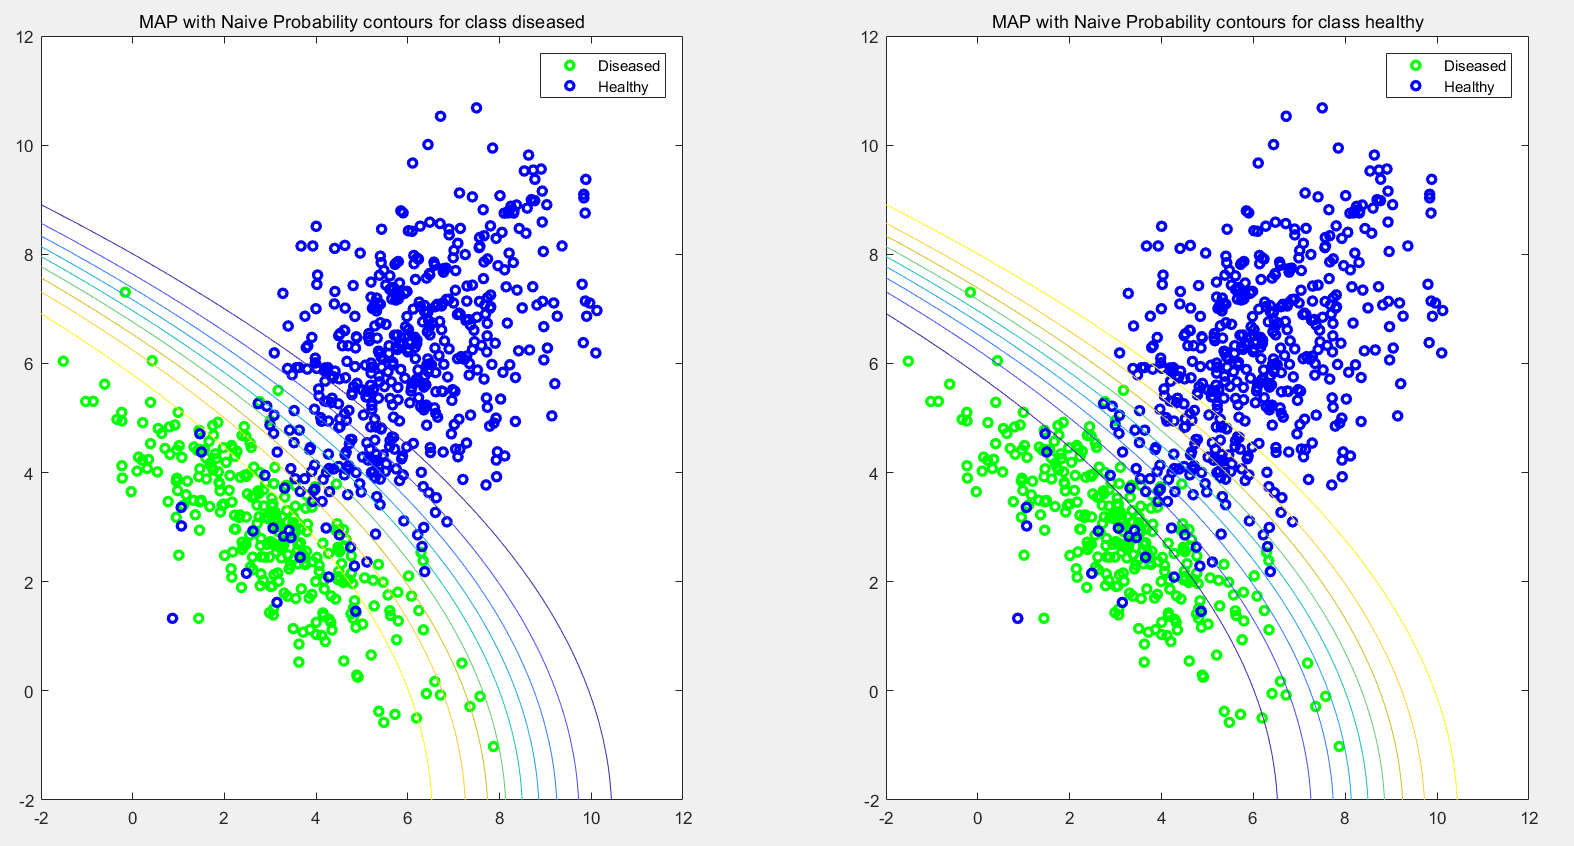 MAP with Naive Probability contours for class diseased
12
10
8
6
4
2
0
-2
-2 0 2 4 6 8 10 12
Diseased
Healthy
MAP with Naive Probability contours for class healthy
12
10
8
6
4
2
0
-2
-2 0 2 4 6 8 10 12
Diseased
Healthy